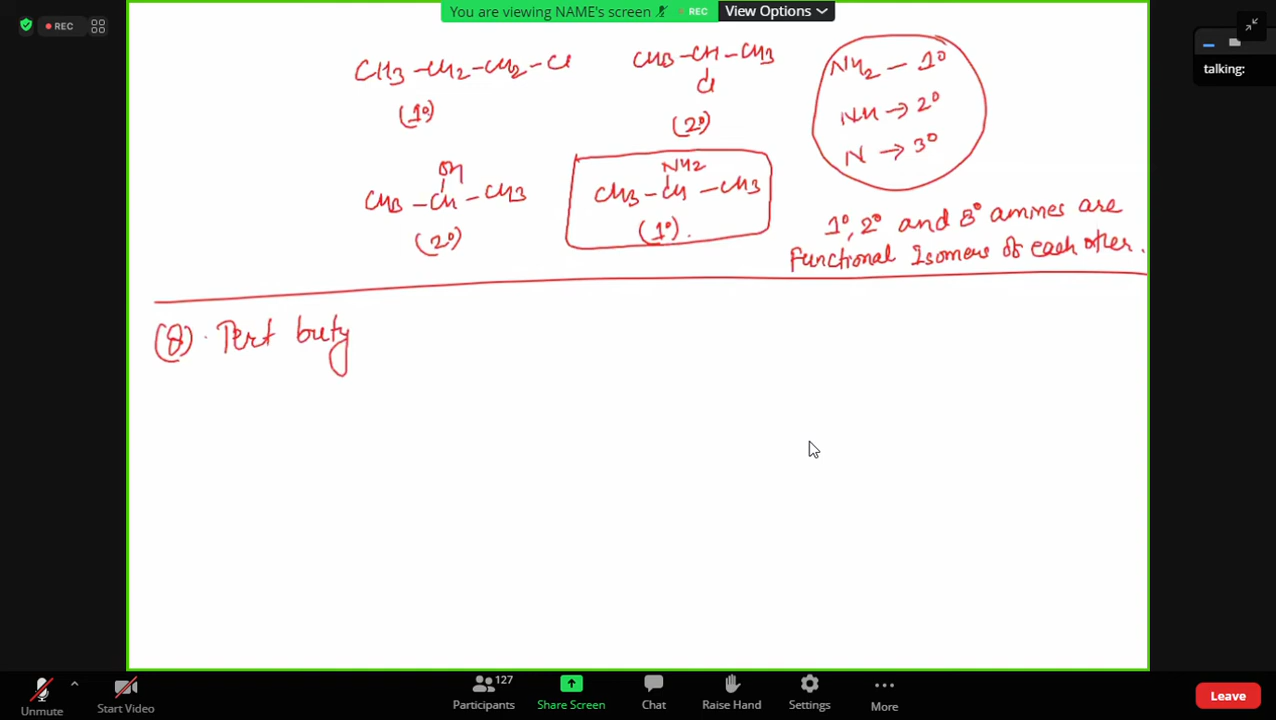 You are viewing NAME's screen REC View Options
REC
talking:
CH3-CH2-CH2-Cl
(1°)
CH3-CH-CH3
Cl
(2°)
NH2 - 1°
NH → 2°
N → 3°
OH
CH3-CH-CH3
(2°)
NH2
CH3-CH-CH3
(1°).
1°, 2° and 3° amines are
Functional Isomers of each other.
(8). Tert buty
Unmute
Start Video
127
Participants
Share Screen
Chat
Raise Hand
Settings
More
Leave